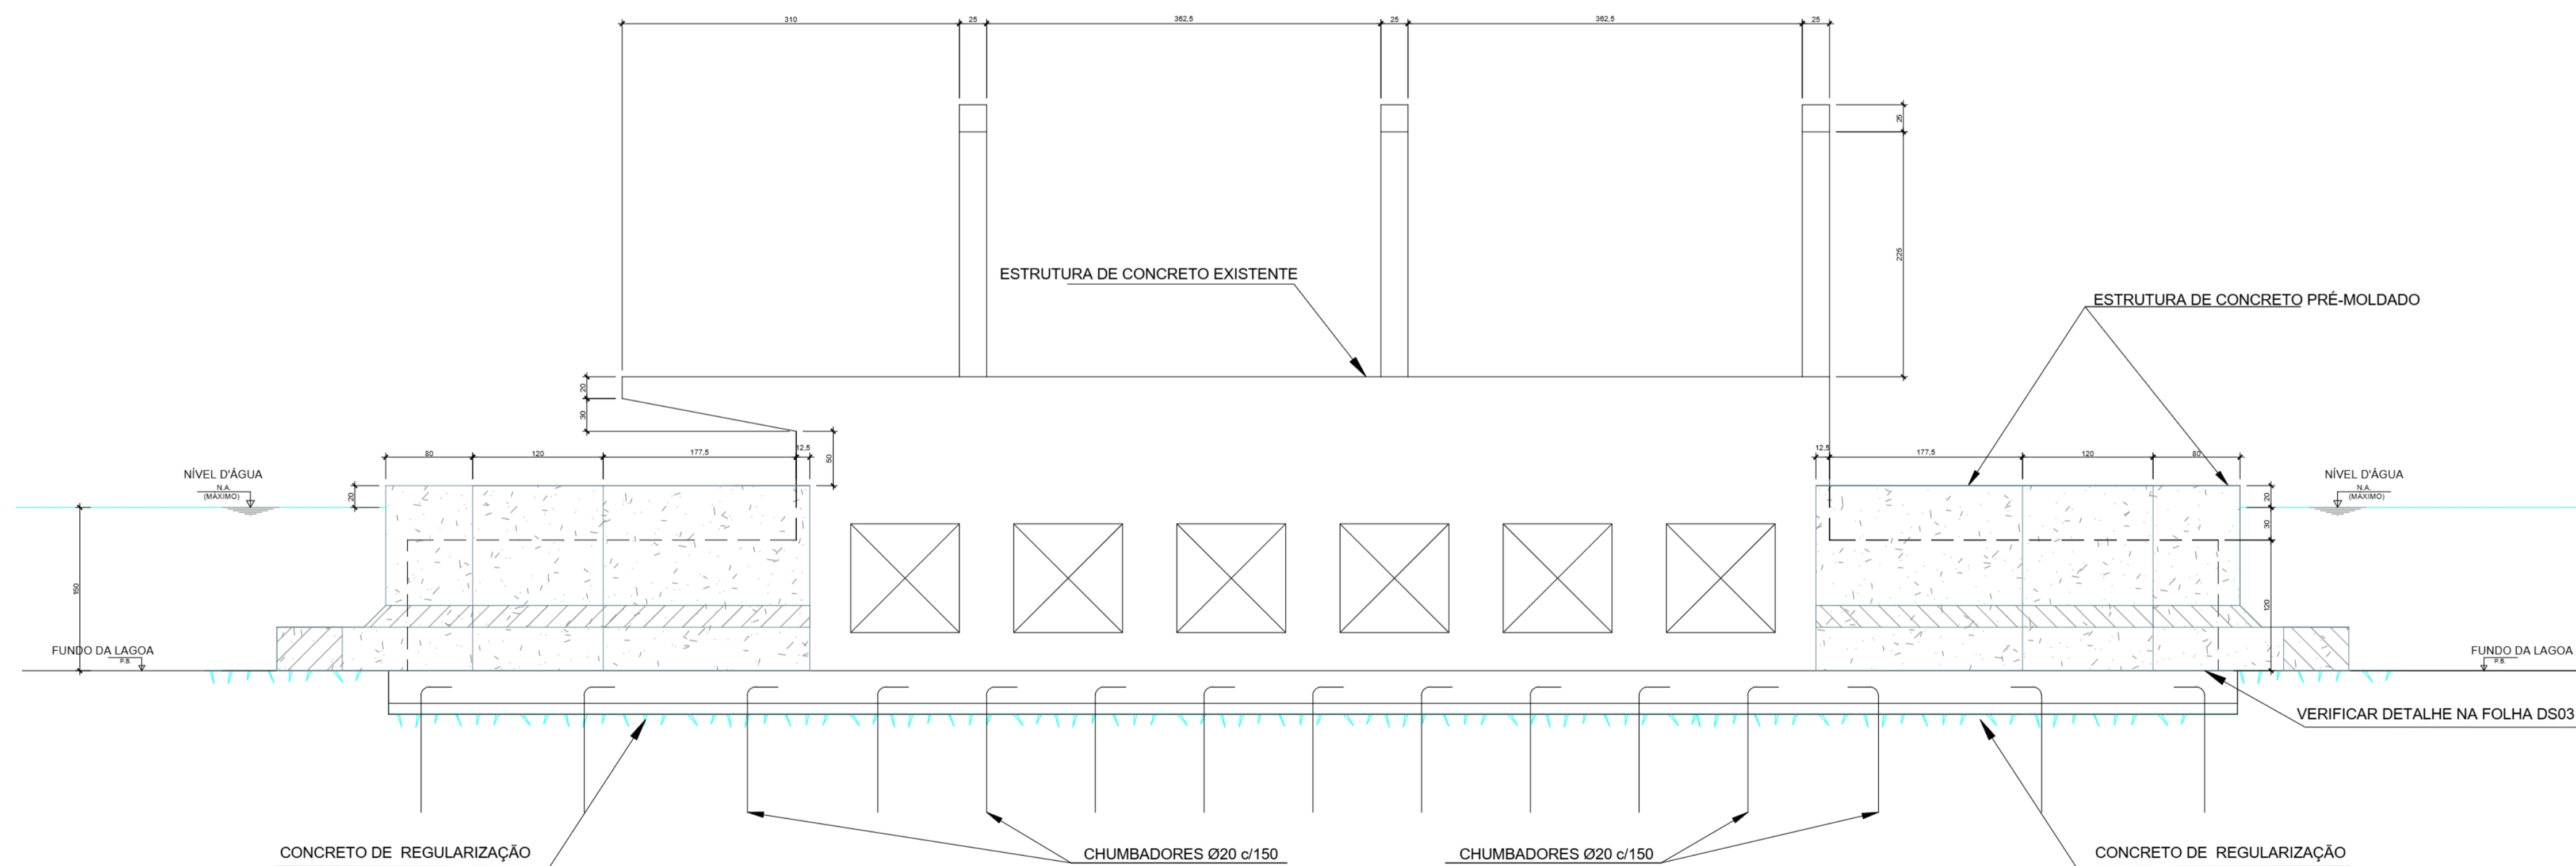 310
25
362,5
25
362,5
25
25
225
ESTRUTURA DE CONCRETO EXISTENTE
ESTRUTURA DE CONCRETO PRÉ-MOLDADO
20
30
50
80
120
177,5
12,5
12,5
177,5
120
80
NÍVEL D'ÁGUA
N.A.
(MÁXIMO)
20
20
NÍVEL D'ÁGUA
N.A.
(MÁXIMO)
30
150
120
FUNDO DA LAGOA
P.B.
FUNDO DA LAGOA
P.B.
VERIFICAR DETALHE NA FOLHA DS03
CONCRETO DE REGULARIZAÇÃO
CHUMBADORES Ø20 c/150
CHUMBADORES Ø20 c/150
CONCRETO DE REGULARIZAÇÃO